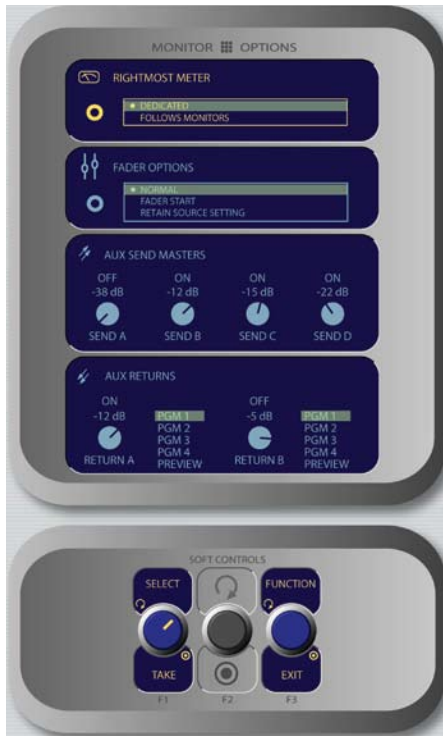 MONITOR OPTIONS
RIGHTMOST METER
DEDICATED
FOLLOWS MONITORS
FADER OPTIONS
NORMAL
FADER START
RETAIN SOURCE SETTING
AUX SEND MASTERS
OFF ON ON ON
-38 dB -12 dB -15 dB -22 dB
SEND A SEND B SEND C SEND D
AUX RETURNS
ON OFF
-12 dB PGM 1 -5 dB PGM 1
PGM 2 PGM 2
PGM 3 PGM 3
PGM 4 PGM 4
RETURN A PREVIEW RETURN B PREVIEW
SOFT CONTROLS
SELECT FUNCTION
TAKE EXIT
F1 F2 F3